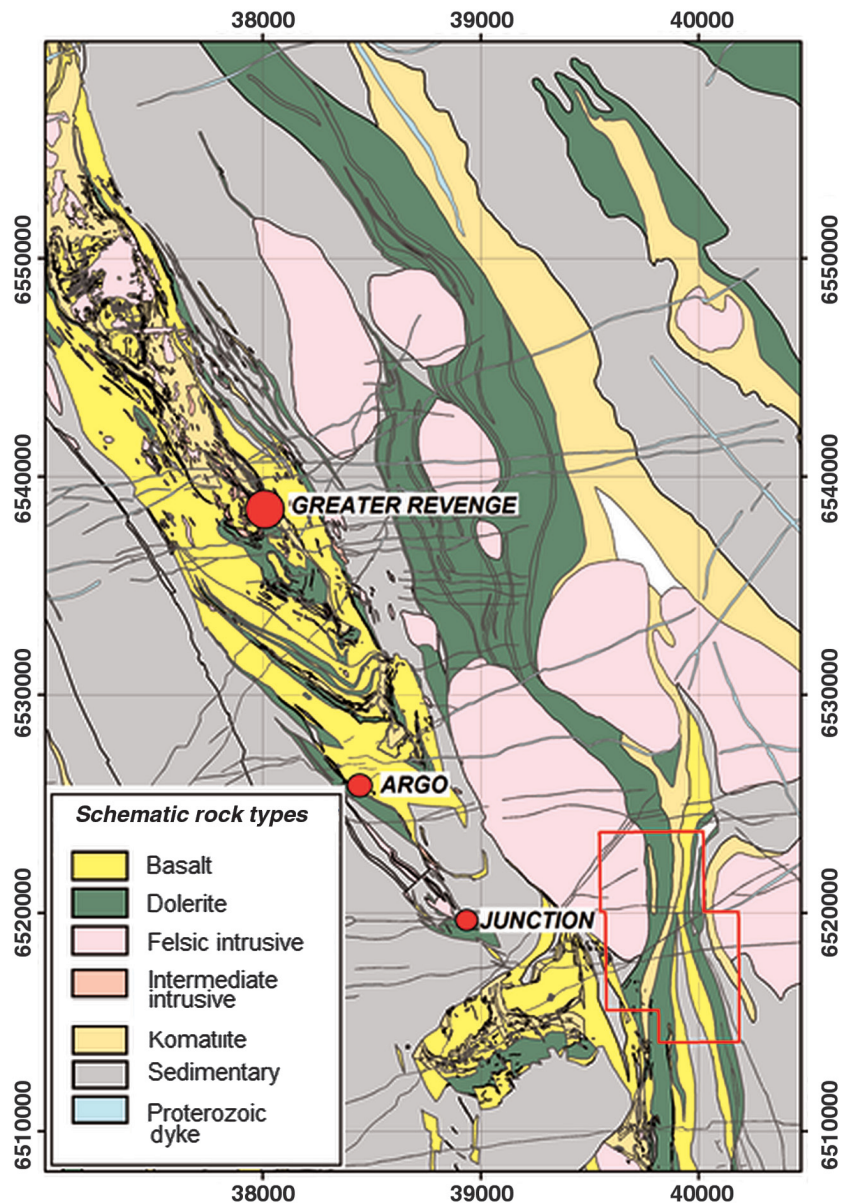 38000 39000 40000
6550000 6550000
6540000 6540000
GREATER REVENGE
6530000 6530000
ARGO
Schematic rock types
Basalt
Dolerite
6520000 6520000
JUNCTION
Felsic intrusive
Intermediate
intrusive
Komatiite
Sedimentary
Proterozoic
dyke
6510000 6510000
38000 39000 40000